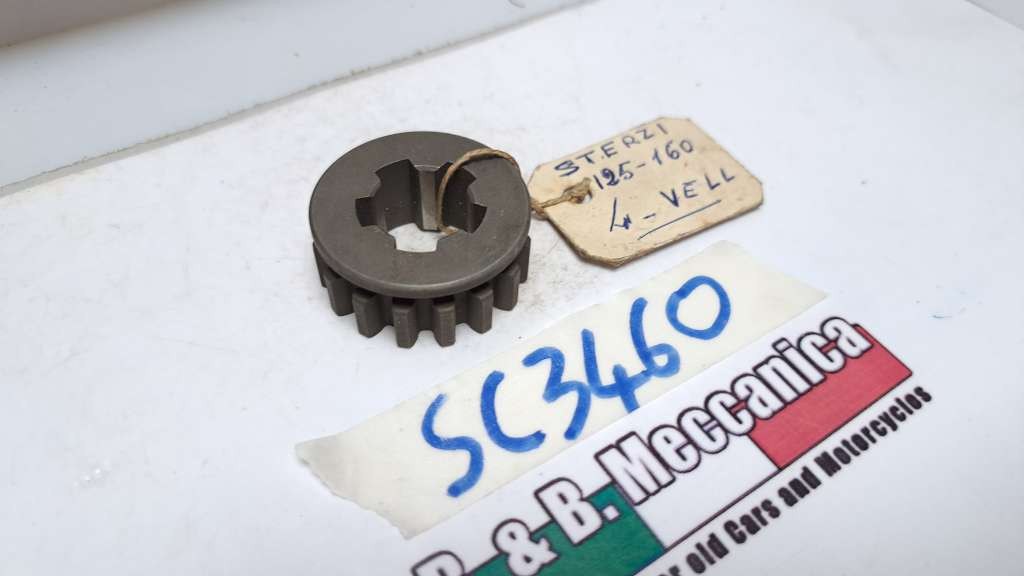 STERZI
125-160
4-VELL
SC3460
& B. Meccanica
old Cars and Motorcycles